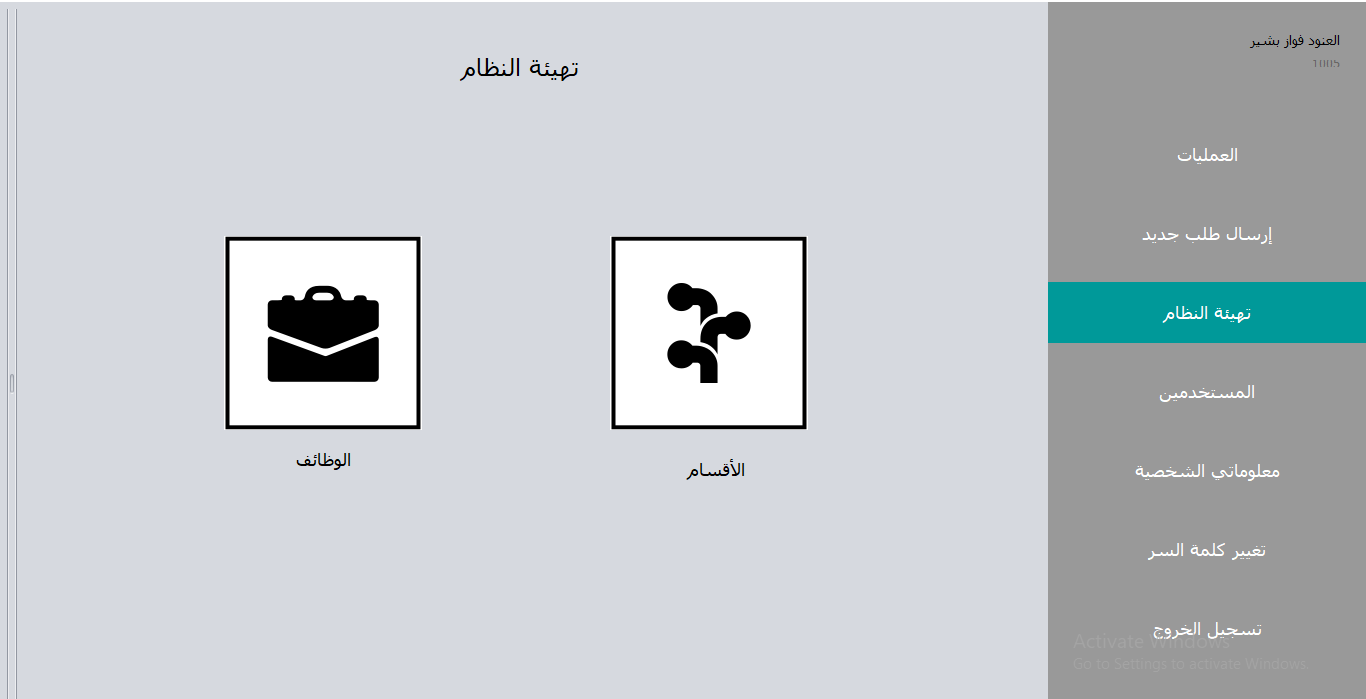 العنود فواز بشير
1005
العمليات
إرسال طلب جديد
تهيئة النظام
المستخدمين
معلوماتي الشخصية
تغيير كلمة السر
تسجيل الخروج
Activate Windows
Go to Settings to activate Windows.
تهيئة النظام
الأقسام
الوظائف